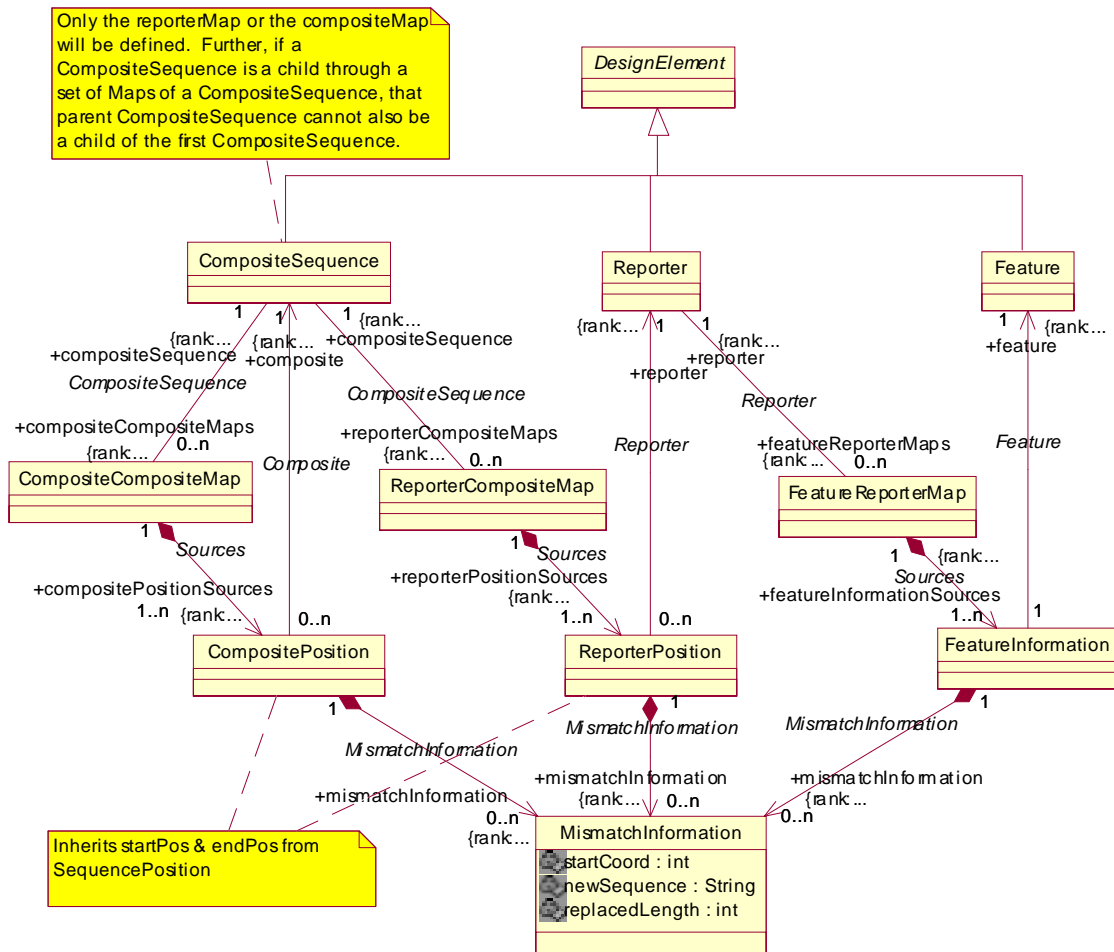 Only the reporterMap or the compositeMap
will be defined. Further, if a
CompositeSequence is a child through a
set of Maps of a CompositeSequence, that
parent CompositeSequence cannot also be
a child of the first CompositeSequence.
DesignElement
CompositeSequence
Reporter
Feature
1
1
1
{rank:...
{rank:...
{rank:...
+compositeSequence
+composite
+compositeSequence
{rank:...
1
1
{rank:...
+reporter
+reporter
1
{rank:...
+feature
CompositeSequence
CompositeSequence
Reporter
+compositeCompositeMaps
{rank:...
0..n
Composite
+reporterCompositeMaps
{rank:...
0..n
Reporter
+featureReporterMaps
{rank:...
0..n
Feature
CompositeCompositeMap
ReporterCompositeMap
FeatureReporterMap
1
Sources
+compositePositionSources
1..n
{rank:...
1
Sources
+reporterPositionSources
{rank:...
1..n
1
{rank:...
Sources
+featureInformationSources
1..n
0..n
0..n
1
CompositePosition
ReporterPosition
FeatureInformation
1
1
1
MismatchInformation
MismatchInformation
MismatchInformation
+mismatchInformation
0..n
{rank:...
+mismatchInformation
{rank:...
0..n
+mismatchInformation
{rank:...
0..n
Inherits startPos & endPos from
SequencePosition
MismatchInformation
startCoord : int
newSequence : String
replacedLength : int